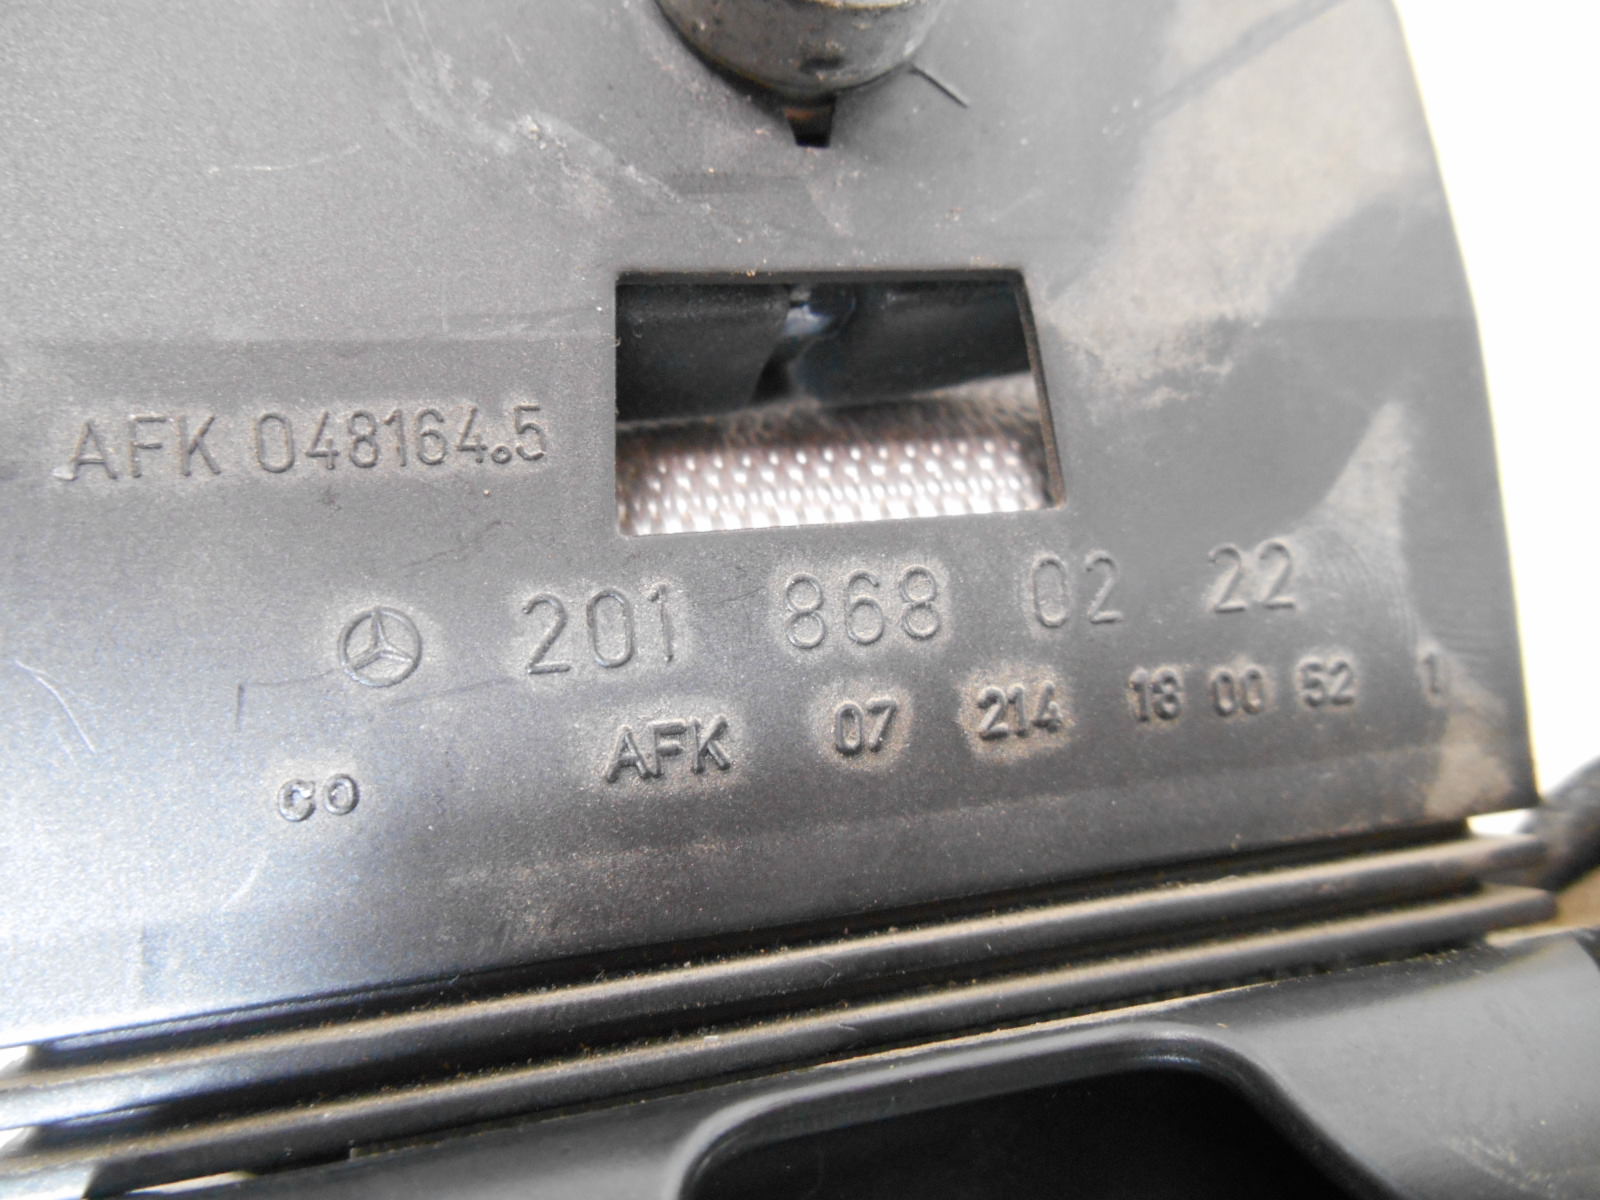 AFK 048164.5
201 868 02 22
AFK 07 214 18 00 52 1
CO